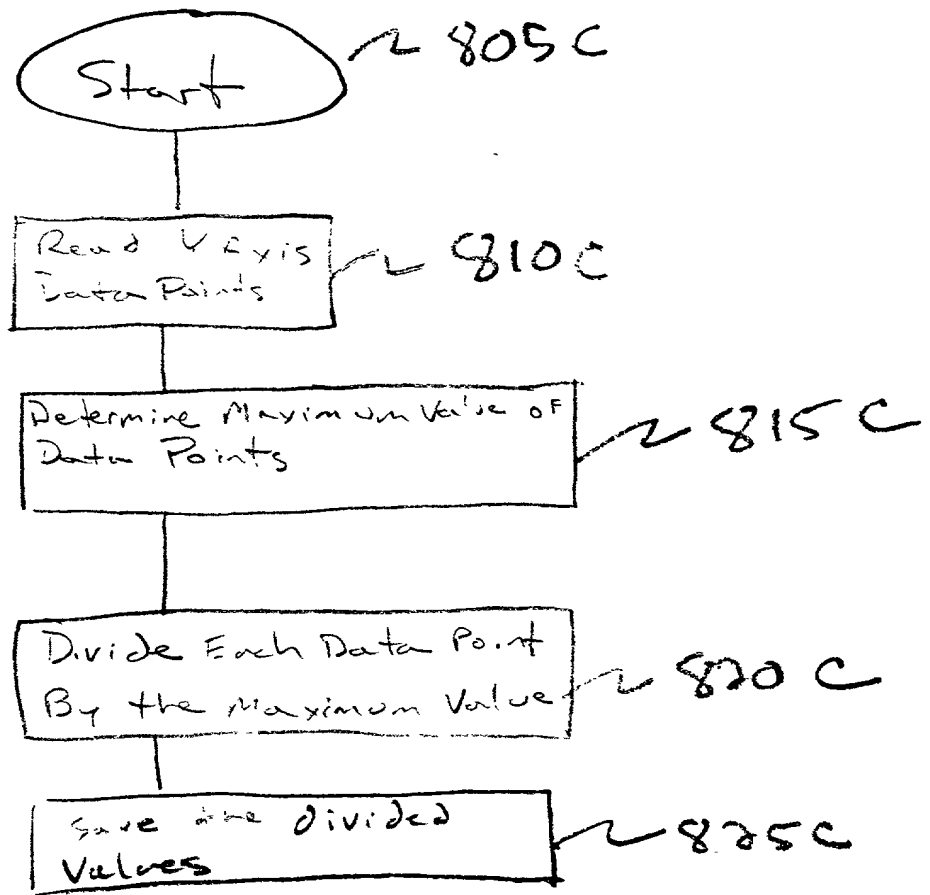 Start
805C
Read Y Axis
Data Points
810C
Determine Maximum Value of
Data Points
815C
Divide Each Data Point
By the Maximum Value
820C
Save the divided
Values
825C